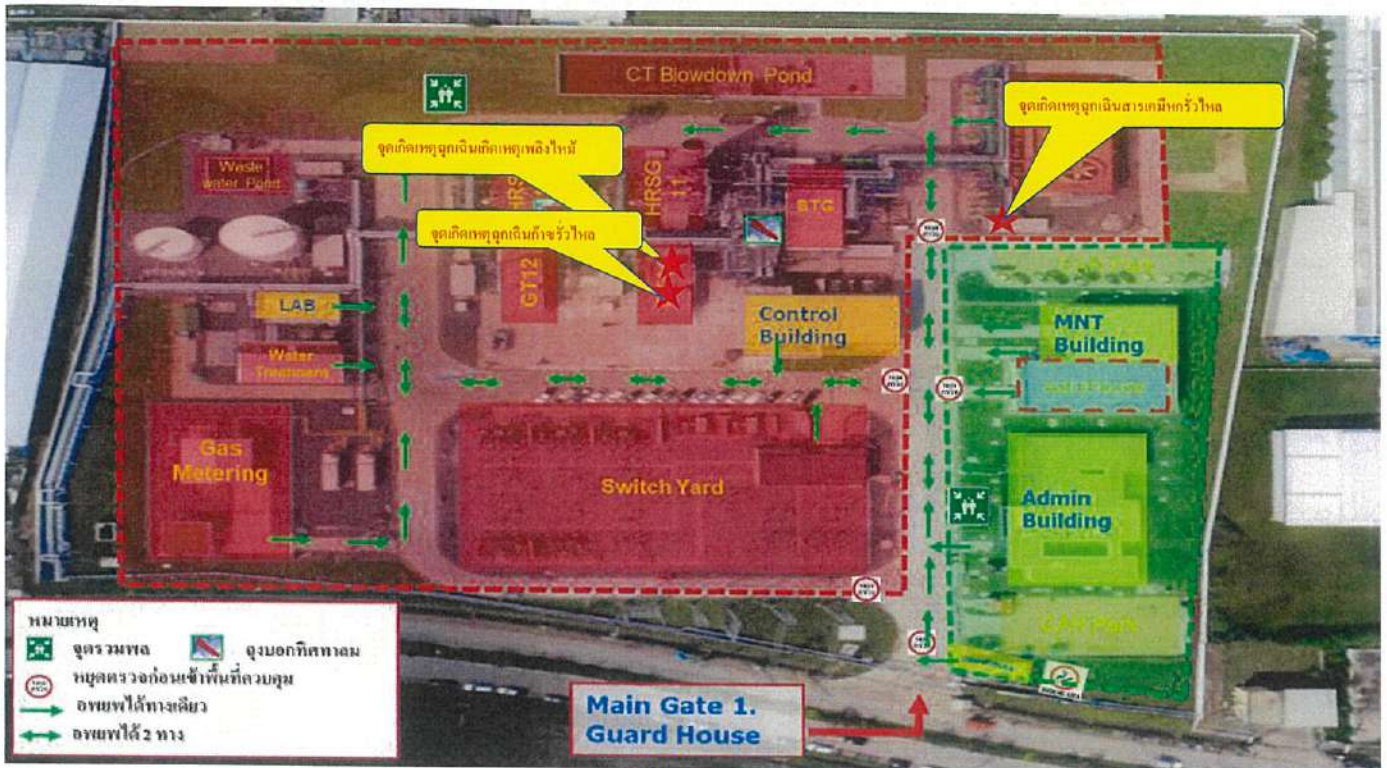 CT Blowdown Pond
จุดเกิดเหตุฉุกเฉินสารเคมีหกรั่วไหล
จุดเกิดเหตุฉุกเฉินเกิดเหตุเพลิงไหม้
Waste
water Pond
HRSG
11
STG
จุดเกิดเหตุฉุกเฉินก๊าซรั่วไหล
GT12
LAB
Control
Building
MNT
Building
Water
Treatment
Gas
Metering
Switch Yard
Admin
Building
CAR Park
หมายเหตุ
จุดรวมพล
ถุงบอกทิศทางลม
หยุดตรวจก่อนเข้าพื้นที่ควบคุม
อพยพได้ทางเดียว
อพยพได้ 2 ทาง
Main Gate 1.
Guard House